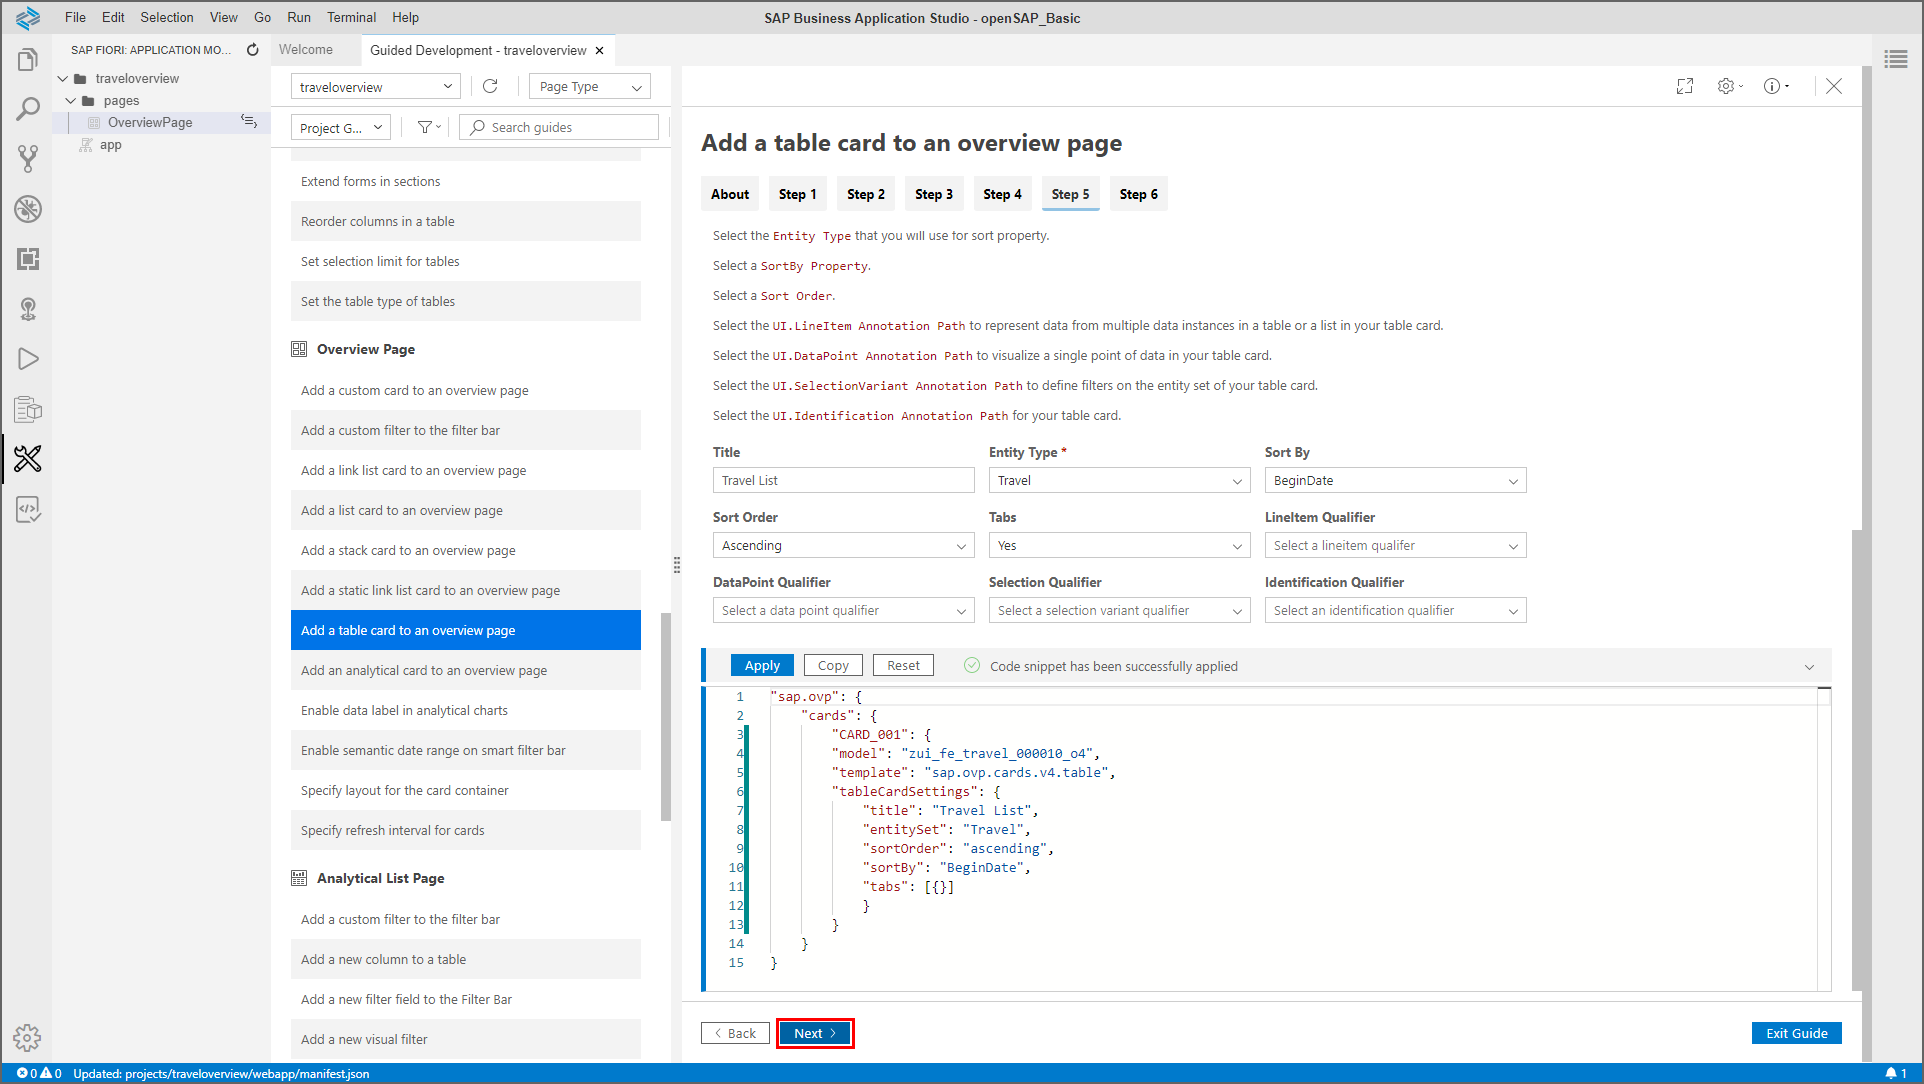 File Edit Selection View Go Run Terminal Help
SAP Business Application Studio - openSAP_Basic
SAP FIORI: APPLICATION MO...
traveloverview
pages
OverviewPage
app
Welcome
Guided Development - traveloverview
traveloverview
Page Type
Project G...
Search guides
Extend forms in sections
Reorder columns in a table
Set selection limit for tables
Set the table type of tables
Overview Page
Add a custom card to an overview page
Add a custom filter to the filter bar
Add a link list card to an overview page
Add a list card to an overview page
Add a stack card to an overview page
Add a static link list card to an overview page
Add a table card to an overview page
Add an analytical card to an overview page
Enable data label in analytical charts
Enable semantic date range on smart filter bar
Specify layout for the card container
Specify refresh interval for cards
Analytical List Page
Add a custom filter to the filter bar
Add a new column to a table
Add a new filter field to the Filter Bar
Add a new visual filter
Add a table card to an overview page
About Step 1 Step 2 Step 3 Step 4 Step 5 Step 6
Select the Entity Type that you will use for sort property.
Select a SortBy Property.
Select a Sort Order.
Select the UI.LineItem Annotation Path to represent data from multiple data instances in a table or a list in your table card.
Select the UI.DataPoint Annotation Path to visualize a single point of data in your table card.
Select the UI.SelectionVariant Annotation Path to define filters on the entity set of your table card.
Select the UI.Identification Annotation Path for your table card.
Title Entity Type * Sort By
Travel List Travel BeginDate
Sort Order Tabs LineItem Qualifier
Ascending Yes Select a lineitem qualifer
DataPoint Qualifier Selection Qualifier Identification Qualifier
Select a data point qualifier Select a selection variant qualifier Select an identification qualifier
Apply Copy Reset Code snippet has been successfully applied
1 "sap.ovp": {
2 "cards": {
3 "CARD_001": {
4 "model": "zui_fe_travel_000010_o4",
5 "template": "sap.ovp.cards.v4.table",
6 "tableCardSettings": {
7 "title": "Travel List",
8 "entitySet": "Travel",
9 "sortOrder": "ascending",
10 "sortBy": "BeginDate",
11 "tabs": [{}]
12 }
13 }
14 }
15 }
Back Next Exit Guide
0 0 Updated: projects/traveloverview/webapp/manifest.json 1